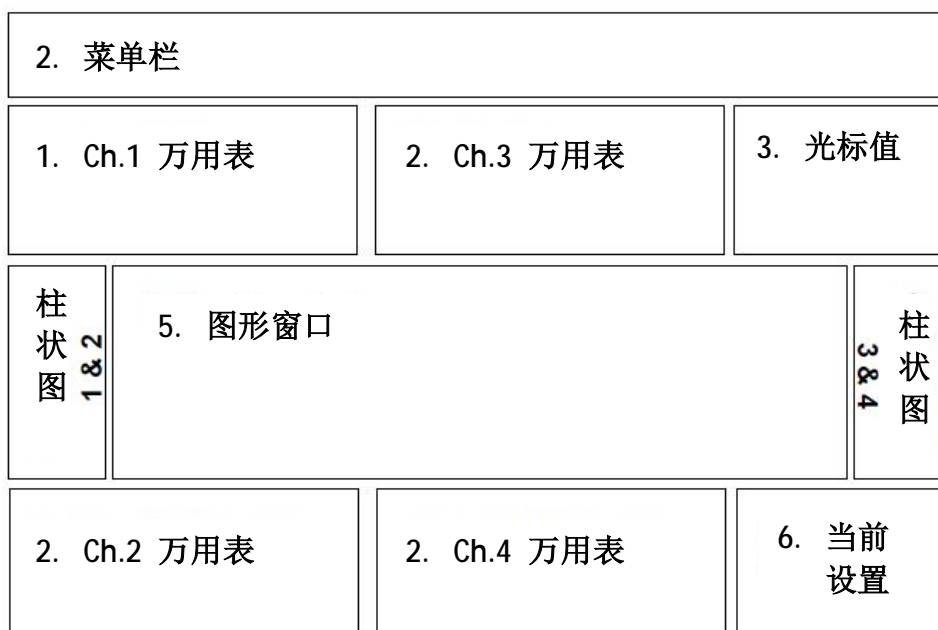 2. 菜单栏
1. Ch.1 万用表
2. Ch.3 万用表
3. 光标值
柱状图
1 & 2
5. 图形窗口
3 & 4
柱状图
2. Ch.2 万用表
2. Ch.4 万用表
6. 当前
设置